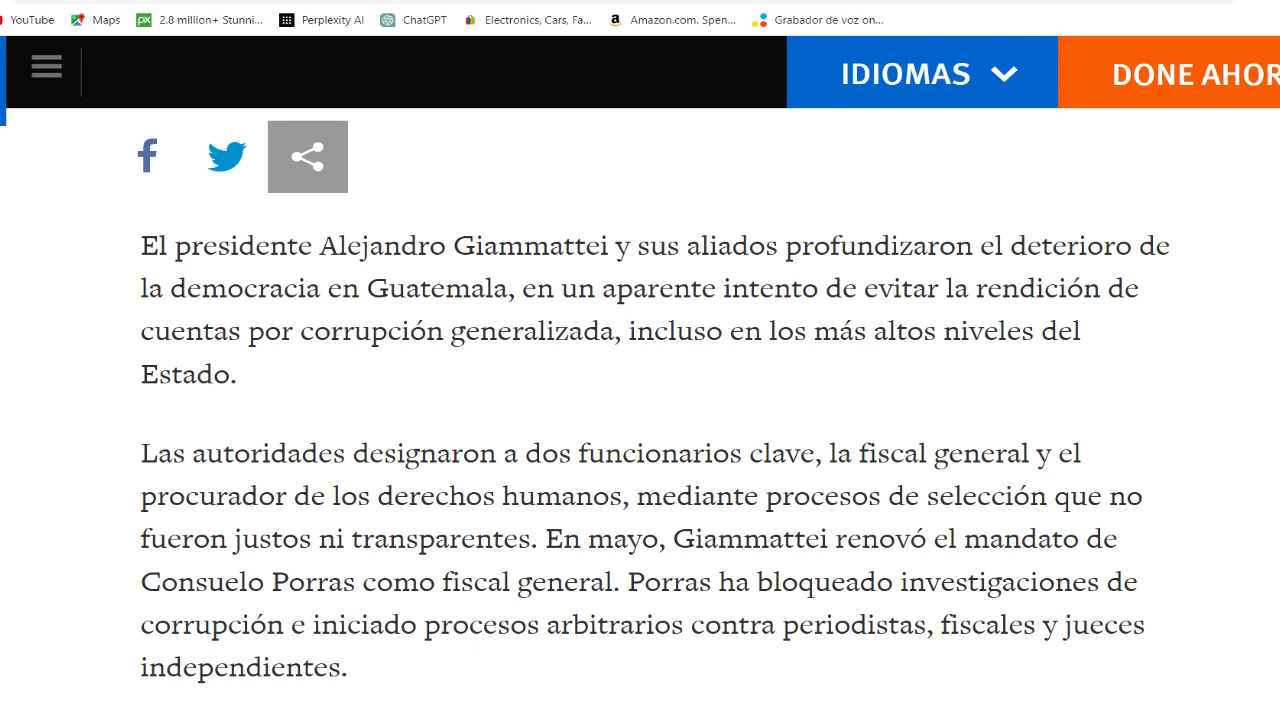 YouTube Maps 2.8 million+ Stunni... Perplexity AI ChatGPT Electronics, Cars, Fa... Amazon.com. Spen... Grabador de voz on...
IDIOMAS DONE AHOR
El presidente Alejandro Giammattei y sus aliados profundizaron el deterioro de
la democracia en Guatemala, en un aparente intento de evitar la rendición de
cuentas por corrupción generalizada, incluso en los más altos niveles del
Estado.
Las autoridades designaron a dos funcionarios clave, la fiscal general y el
procurador de los derechos humanos, mediante procesos de selección que no
fueron justos ni transparentes. En mayo, Giammattei renovó el mandato de
Consuelo Porras como fiscal general. Porras ha bloqueado investigaciones de
corrupción e iniciado procesos arbitrarios contra periodistas, fiscales y jueces
independientes.